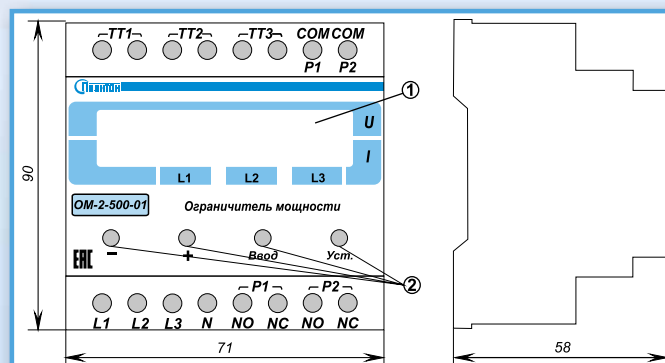 TT1 TT2 TT3 COM COM
P1 P2
Плантон
1
U
I
L1 L2 L3
90
ОМ-2-500-01 Ограничитель мощности
EAC - + Ввод Уст.
2
P1 P2
L1 L2 L3 N NO NC NO NC
71 58